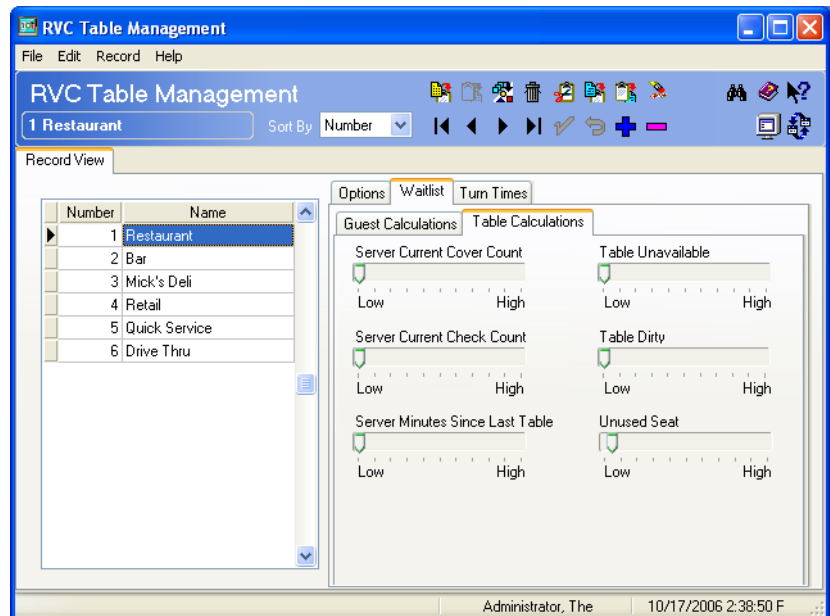 RVC Table Management
File Edit Record Help
RVC Table Management
1 Restaurant Sort By Number
Record View
Options Waitlist Turn Times
Guest Calculations Table Calculations
Number Name
1 Restaurant
2 Bar
3 Mick's Deli
4 Retail
5 Quick Service
6 Drive Thru
Server Current Cover Count Table Unavailable
Low High Low High
Server Current Check Count Table Dirty
Low High Low High
Server Minutes Since Last Table Unused Seat
Low High Low High
Administrator, The 10/17/2006 2:38:50 F